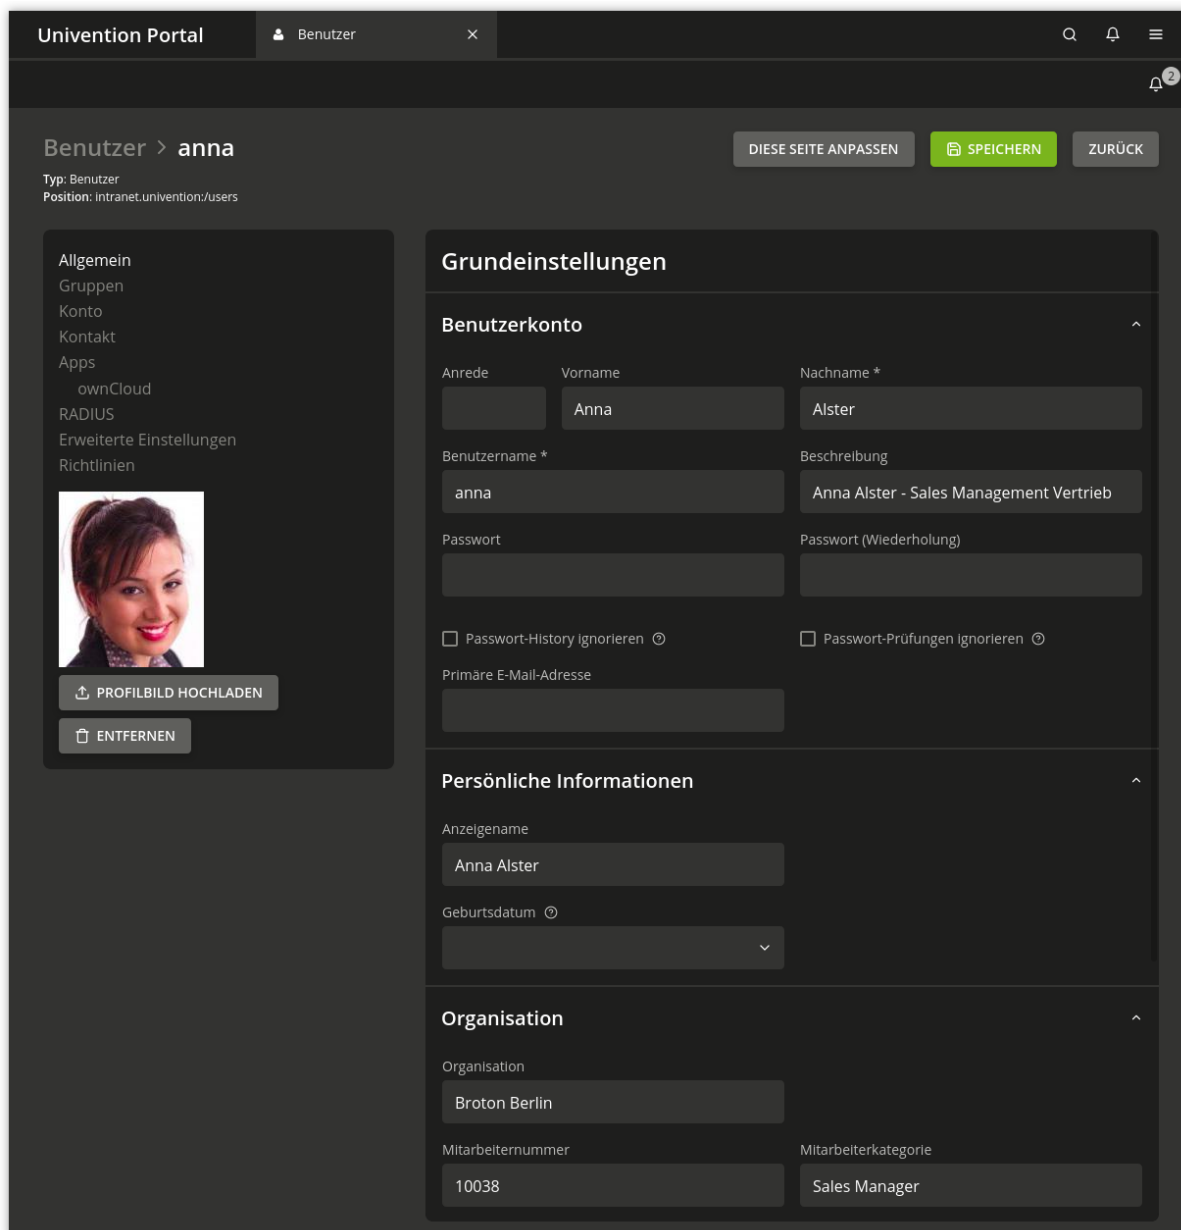 Univention Portal
Benutzer
2
Benutzer > anna
DIESE SEITE ANPASSEN
SPEICHERN
ZURÜCK
Typ: Benutzer
Position: intranet.univention:/users
Allgemein
Gruppen
Konto
Kontakt
Apps
ownCloud
RADIUS
Erweiterte Einstellungen
Richtlinien
PROFILBILD HOCHLADEN
ENTFERNEN
Grundeinstellungen
Benutzerkonto
Anrede Vorname Nachname *
Anna Alster
Benutzername * Beschreibung
anna Anna Alster - Sales Management Vertrieb
Passwort Passwort (Wiederholung)
Passwort-History ignorieren Passwort-Prüfungen ignorieren
Primäre E-Mail-Adresse
Persönliche Informationen
Anzeigename
Anna Alster
Geburtsdatum
Organisation
Organisation
Broton Berlin
Mitarbeiternummer Mitarbeiterkategorie
10038 Sales Manager